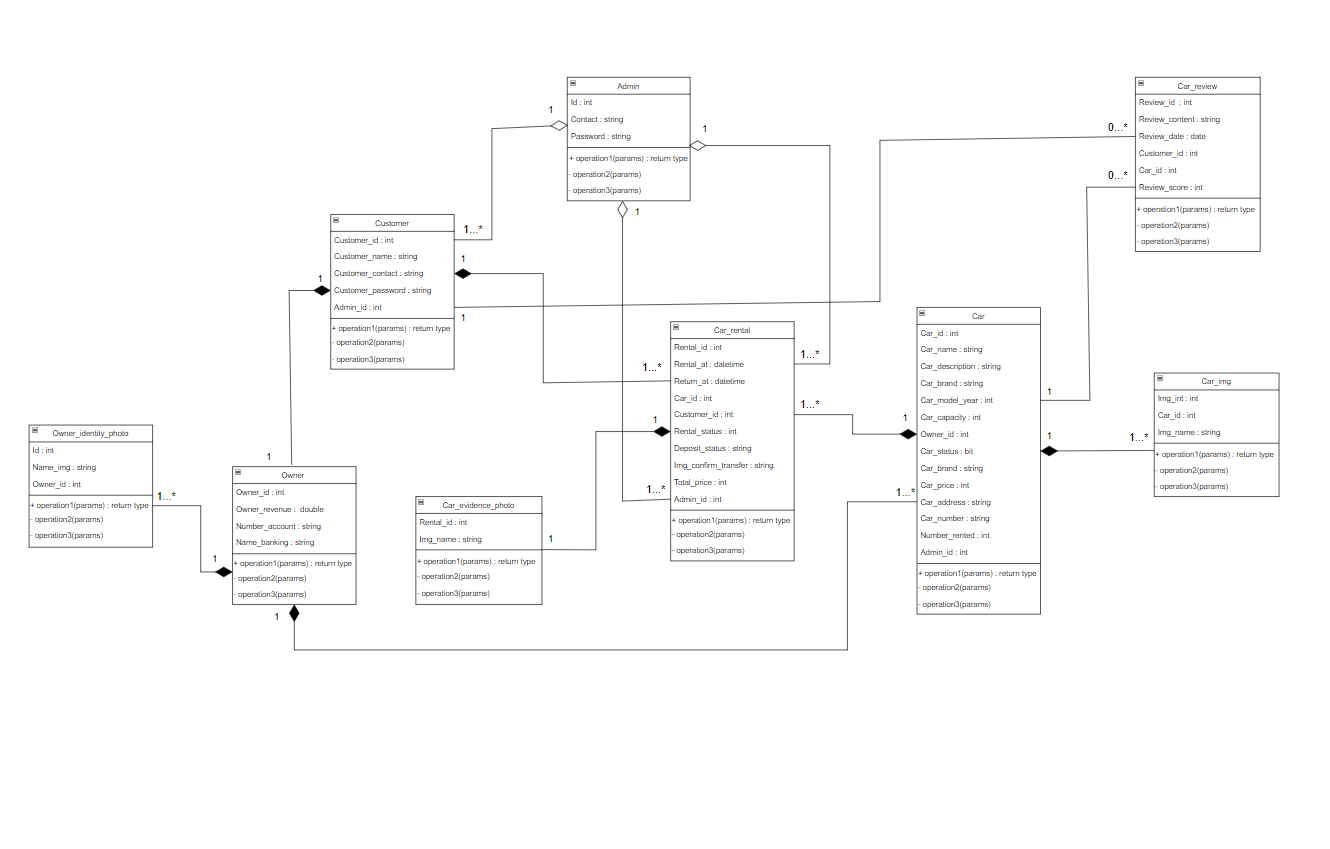 Admin
Id : int
Contact : string
Password : string
+ operation1(params) : return type
- operation2(params)
- operation3(params)
1
1
1
Car_review
Review_id : int
Review_content : string
Review_date : date
Customer_id : int
Car_id : int
Review_score : int
+ operation1(params) : return type
- operation2(params)
- operation3(params)
0...*
0...*
Customer
Customer_id : int
Customer_name : string
Customer_contact : string
Customer_password : string
Admin_id : int
+ operation1(params) : return type
- operation2(params)
- operation3(params)
1...*
1
1
1
Car_rental
Rental_id : int
Rental_at : datetime
Return_at : datetime
Car_id : int
Customer_id : int
Rental_status : int
Deposit_status : string
Img_confirm_transfer : string
Total_price : int
Admin_id : int
+ operation1(params) : return type
- operation2(params)
- operation3(params)
1...*
1...*
1...*
1
1...*
Car
Car_id : int
Car_name : string
Car_description : string
Car_brand : string
Car_model_year : int
Car_capacity : int
Owner_id : int
Car_status : bit
Car_brand : string
Car_price : int
Car_address : string
Car_number : string
Number_rented : int
Admin_id : int
+ operation1(params) : return type
- operation2(params)
- operation3(params)
1
1
1
1...*
Car_img
Img_int : int
Car_id : int
Img_name : string
+ operation1(params) : return type
- operation2(params)
- operation3(params)
1...*
Owner_identity_photo
Id : int
Name_img : string
Owner_id : int
+ operation1(params) : return type
- operation2(params)
- operation3(params)
1...*
Owner
Owner_id : int
Owner_revenue : double
Number_account : string
Name_banking : string
+ operation1(params) : return type
- operation2(params)
- operation3(params)
1
1
1
Car_evidence_photo
Rental_id : int
Img_name : string
+ operation1(params) : return type
- operation2(params)
- operation3(params)
1